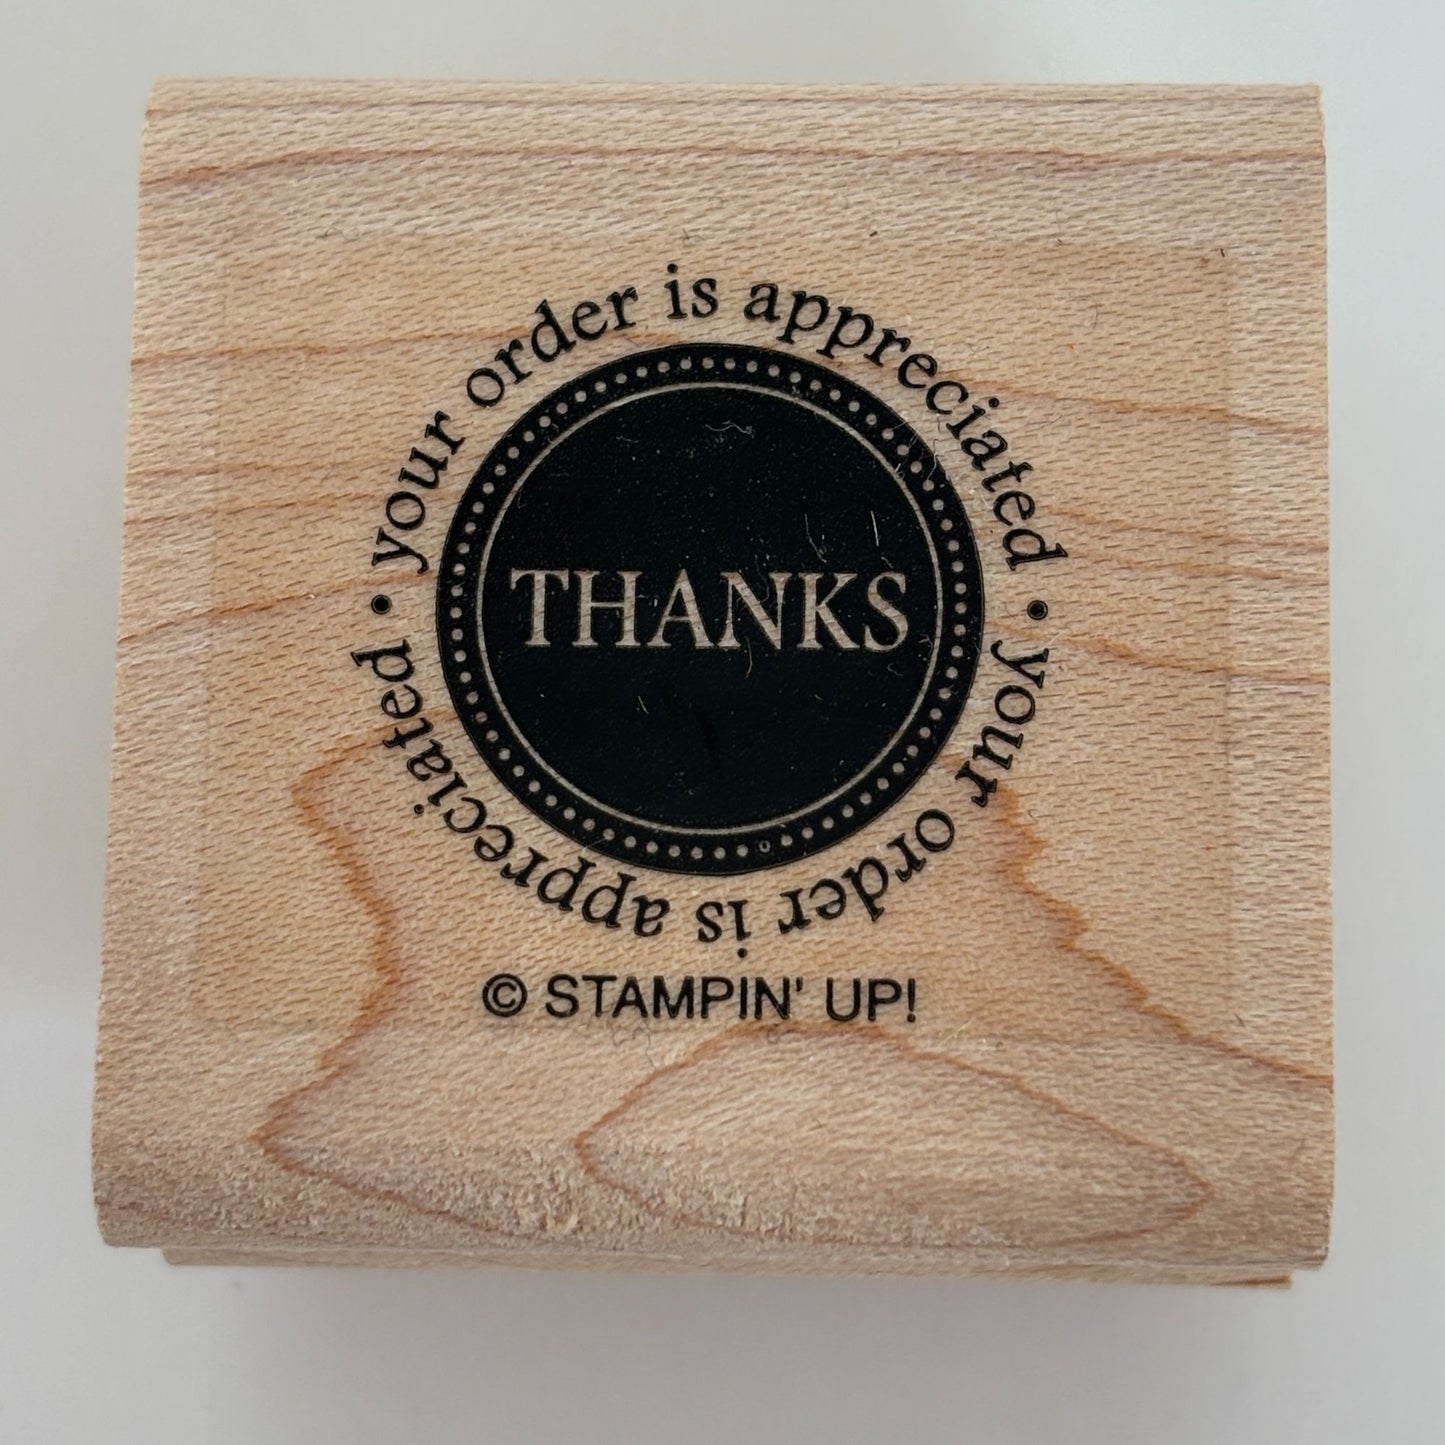 • your order is appreciated • your order is appreciated
THANKS
© STAMPIN' UP!